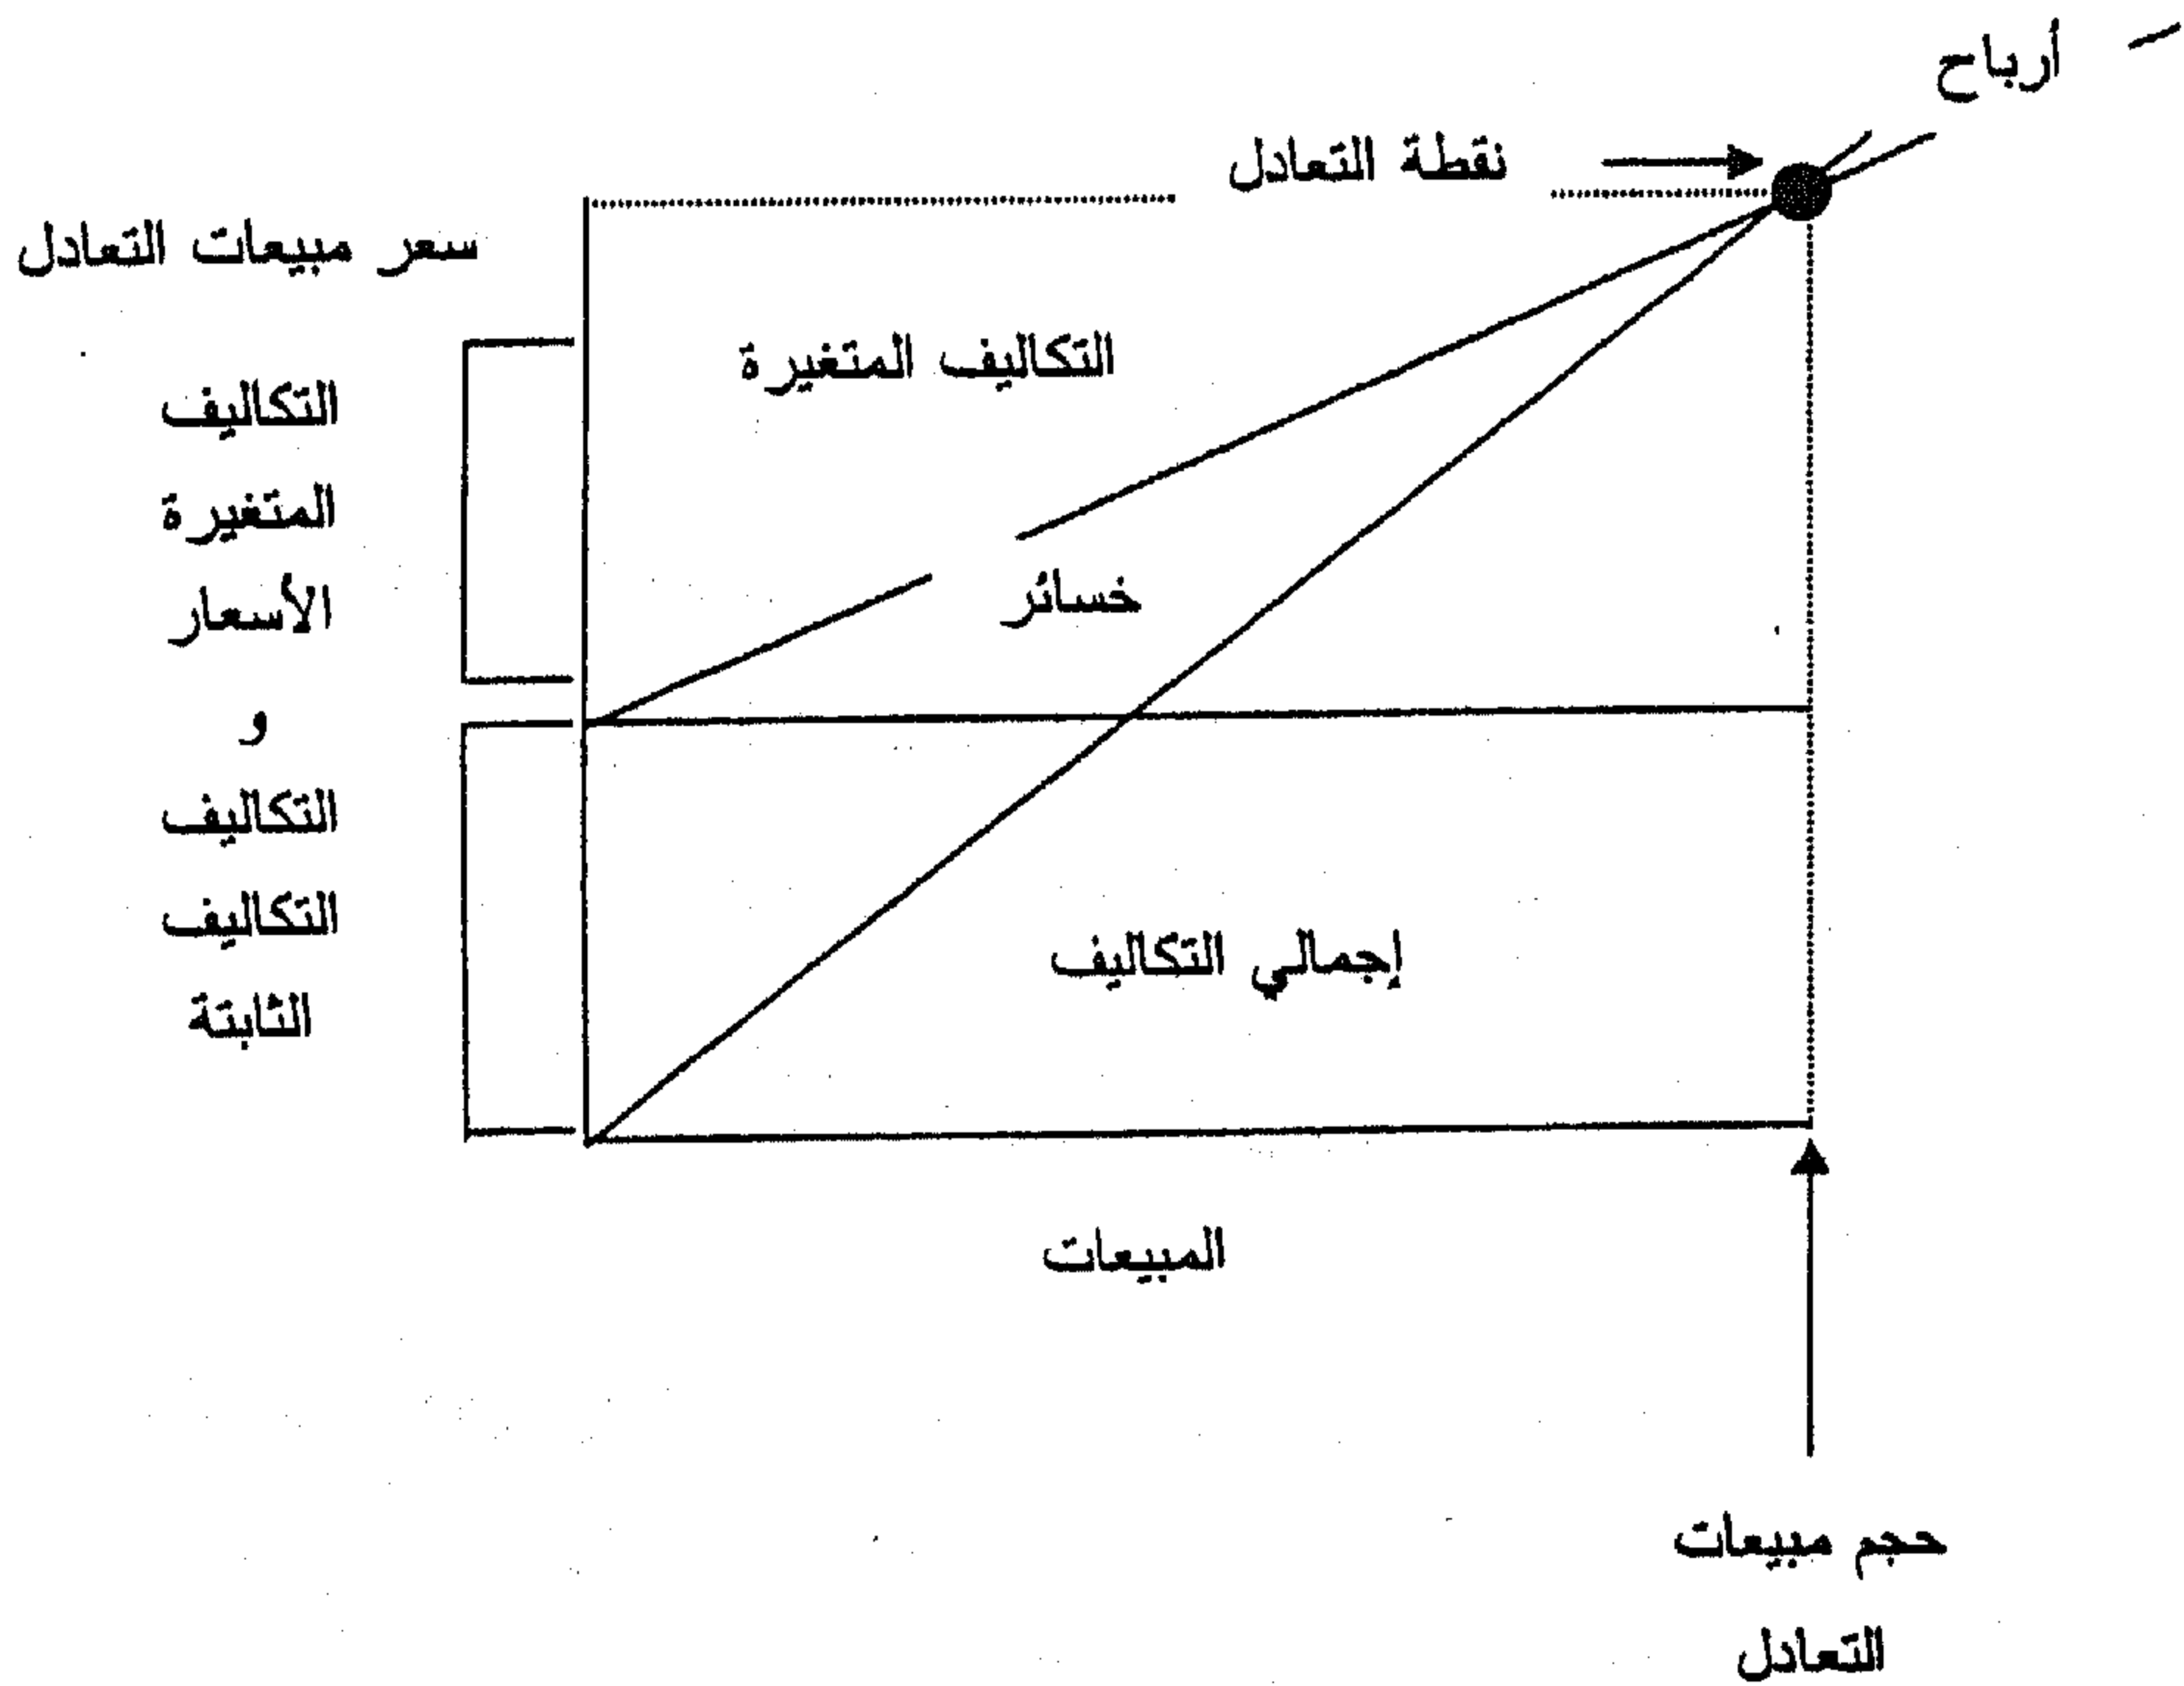 أرباح
نقطة التعادل
سعر مبيعات التعادل
التكاليف المتغيرة
التكاليف
المتغيرة
الأسعار
و
التكاليف
التكاليف
الثابتة
خسائر
إجمالي التكاليف
المبيعات
حجم مبيعات
التعادل